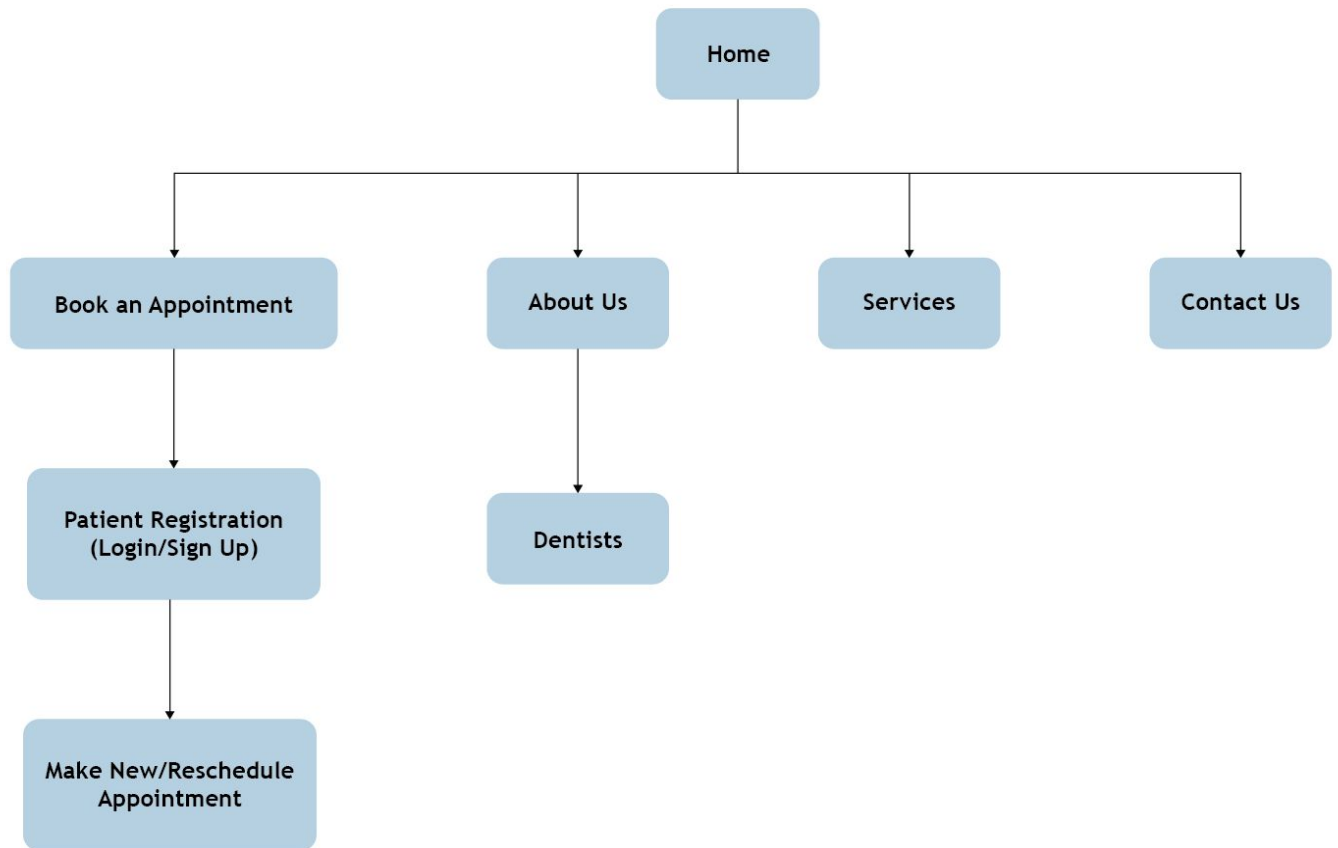 Home
Book an Appointment
About Us
Services
Contact Us
Patient Registration
(Login/Sign Up)
Dentists
Make New/Reschedule
Appointment